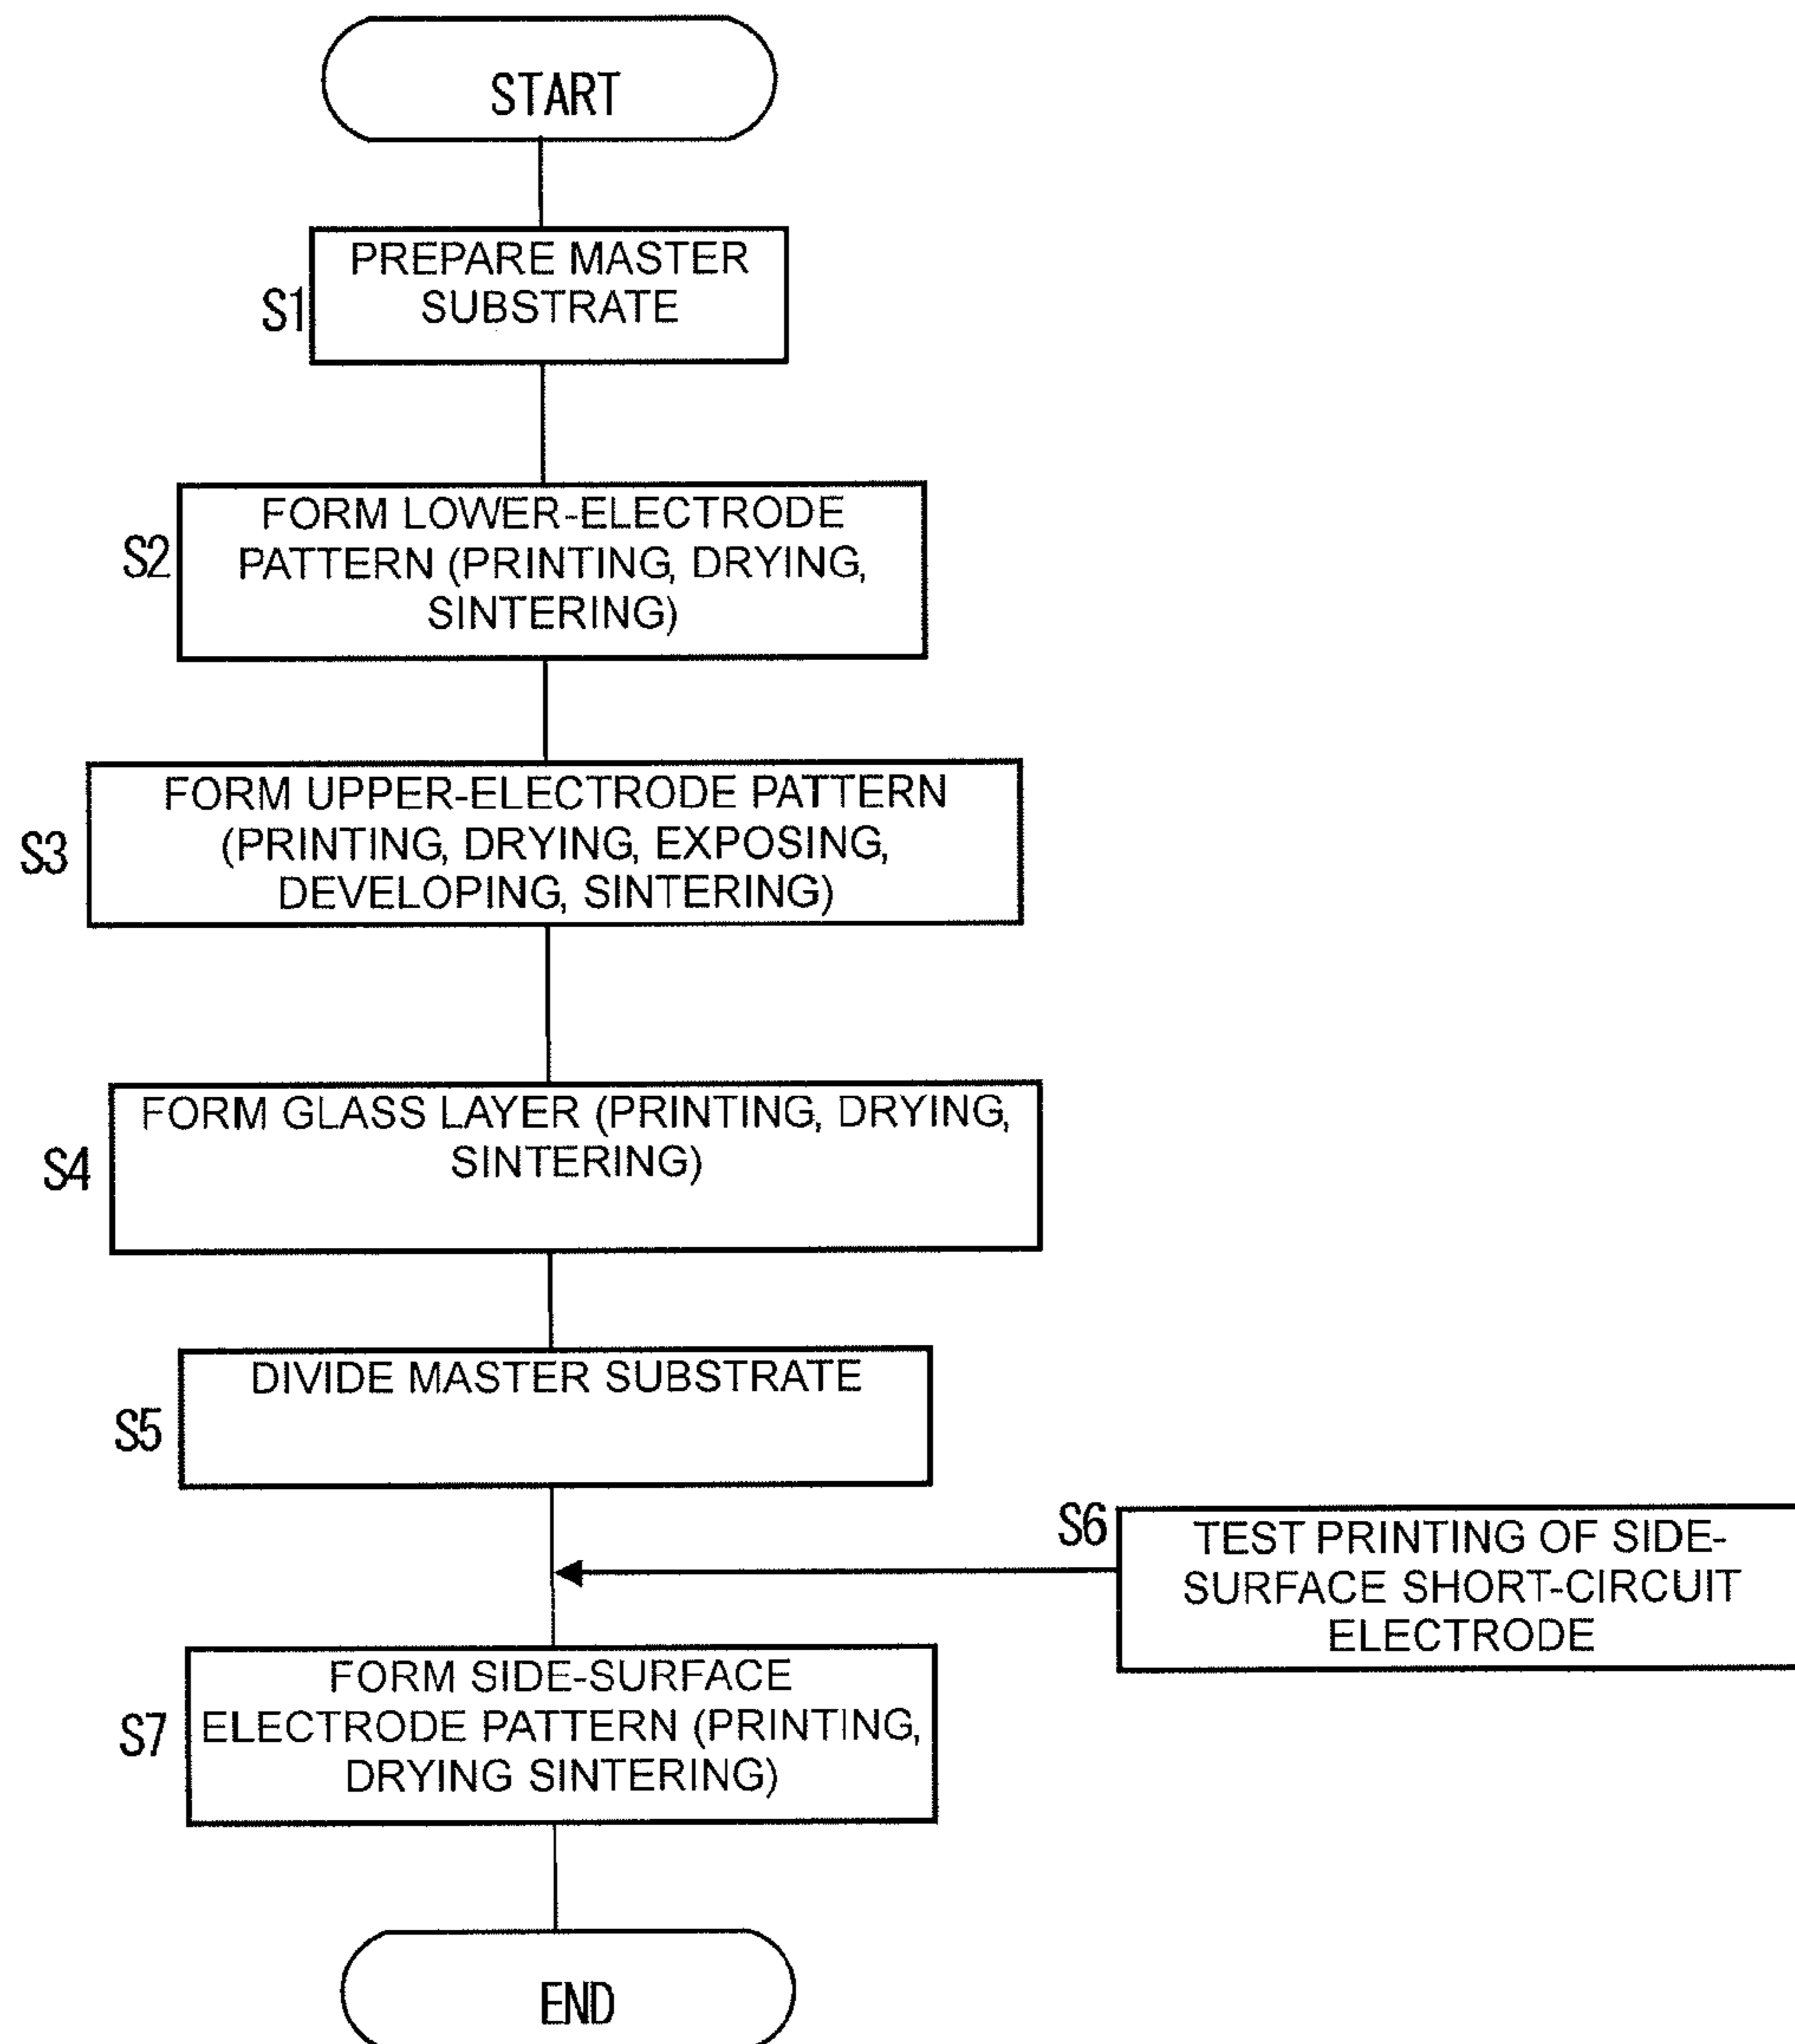 START
S1
PREPARE MASTER
SUBSTRATE
S2
FORM LOWER-ELECTRODE
PATTERN (PRINTING, DRYING,
SINTERING)
S3
FORM UPPER-ELECTRODE PATTERN
(PRINTING, DRYING, EXPOSING,
DEVELOPING, SINTERING)
S4
FORM GLASS LAYER (PRINTING, DRYING,
SINTERING)
S5
DIVIDE MASTER SUBSTRATE
S6
TEST PRINTING OF SIDE-
SURFACE SHORT-CIRCUIT
ELECTRODE
S7
FORM SIDE-SURFACE
ELECTRODE PATTERN (PRINTING,
DRYING SINTERING)
END